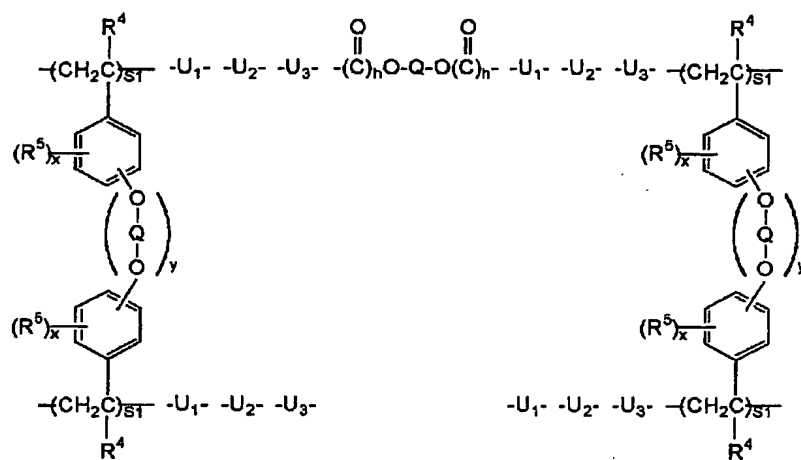 R⁴ O O R⁴
-(CH₂C)S1- -U₁- -U₂- -U₃- -(C)hO-Q-O(C)h- -U₁- -U₂- -U₃- -(CH₂C)S1-
(R⁵)x (R⁵)x
O O
Q Q
O y O y
(R⁵)x (R⁵)x
-(CH₂C)S1- -U₁- -U₂- -U₃- -U₁- -U₂- -U₃- -(CH₂C)S1-
R⁴ R⁴